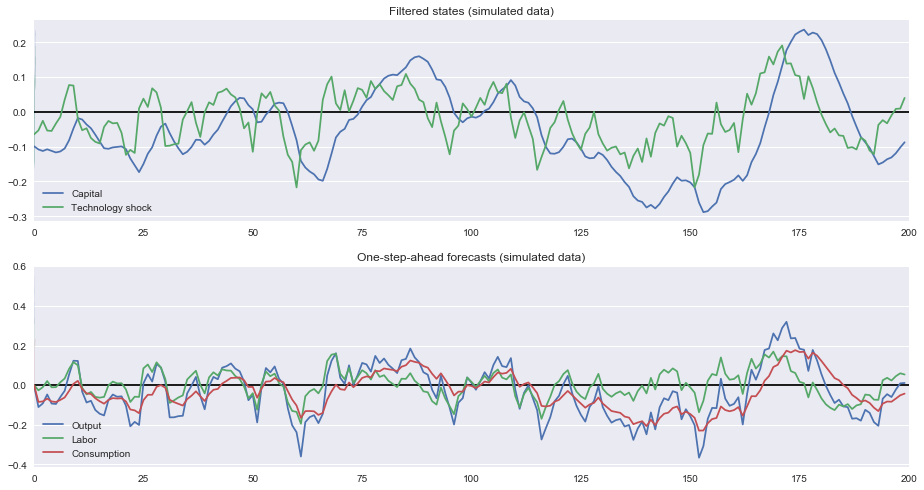 Filtered states (simulated data)
0.2
0.1
0.0
−0.1
−0.2
−0.3
Capital
Technology shock
0 25 50 75 100 125 150 175 200
One-step-ahead forecasts (simulated data)
0.6
0.4
0.2
0.0
−0.2
−0.4
Output
Labor
Consumption
0 25 50 75 100 125 150 175 200